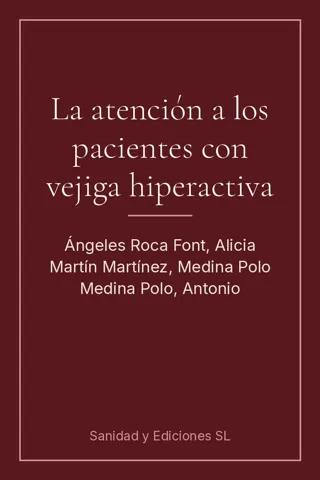 La atención a los
pacientes con
vejiga hiperactiva
Ángeles Roca Font, Alicia
Martín Martínez, Medina Polo
Medina Polo, Antonio
Sanidad y Ediciones SL